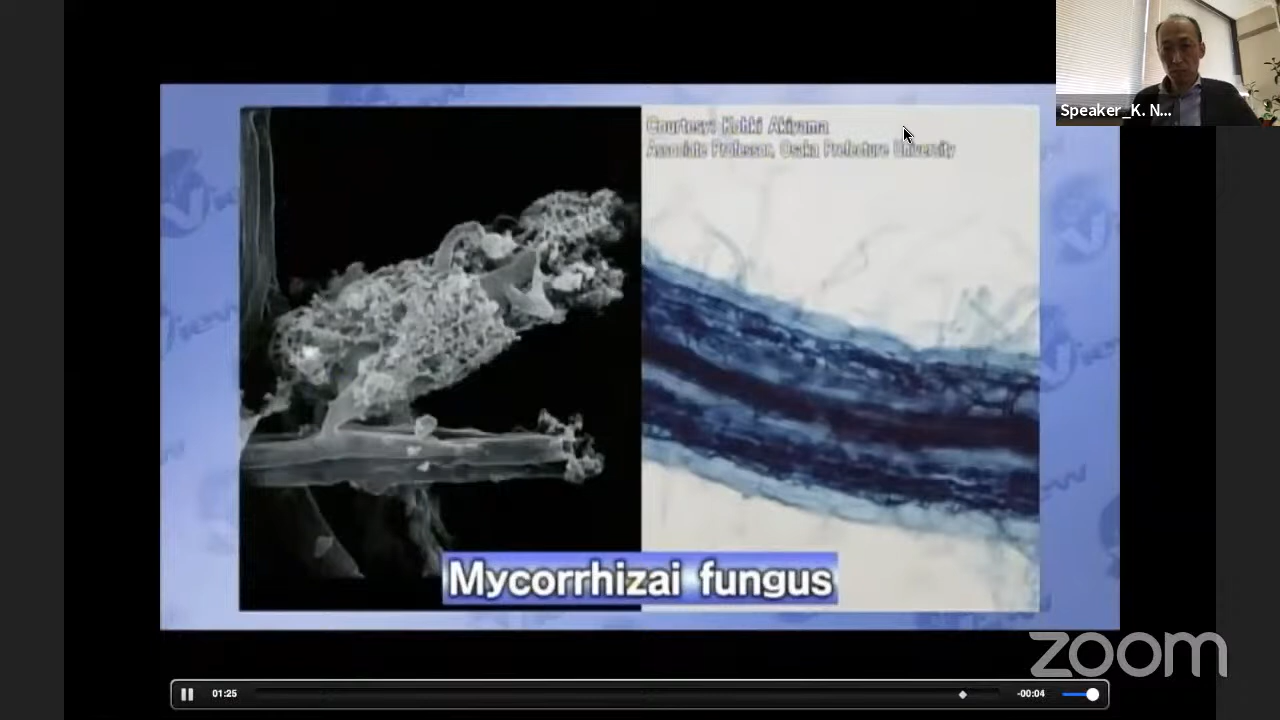 Speaker_K. N...
Courtesy: Kohki Akiyama
Associate Professor, Osaka Prefecture University
Mycorrhizai fungus
zoom
01:25
-00:04